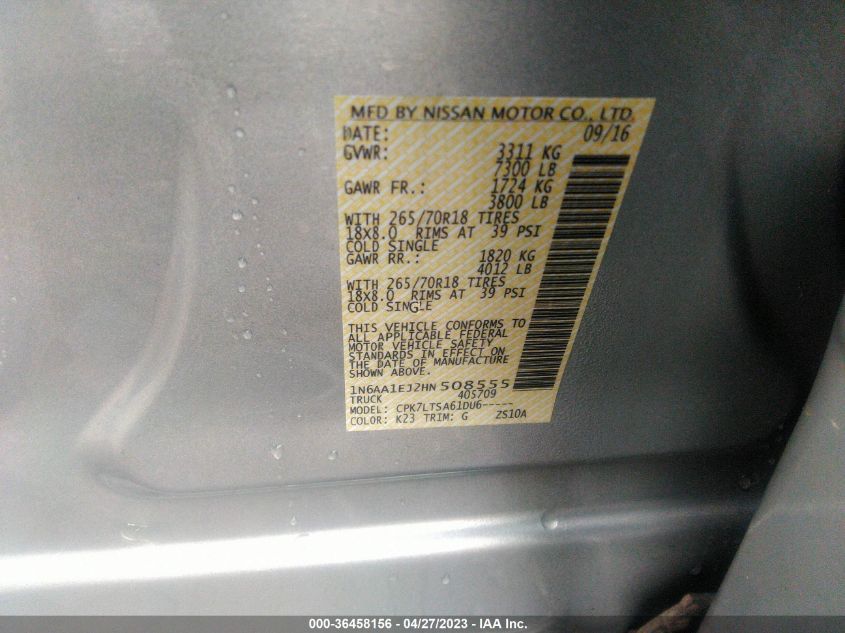 MFD BY NISSAN MOTOR CO., LTD.
DATE: 09/16
GVWR: 3311 KG
7300 LB
GAWR FR.: 1724 KG
3800 LB
WITH 265/70R18 TIRES
18X8.0 RIMS AT 39 PSI
COLD SINGLE
GAWR RR.: 1820 KG
4012 LB
WITH 265/70R18 TIRES
18X8.0 RIMS AT 39 PSI
COLD SINGLE
THIS VEHICLE CONFORMS TO
ALL APPLICABLE FEDERAL
MOTOR VEHICLE SAFETY
STANDARDS IN EFFECT ON
THE DATE OF MANUFACTURE
SHOWN ABOVE.
1N6AA1EJ2HN508555
TRUCK 405709
MODEL: CPK7LTSA61DU6-----
COLOR: K23 TRIM: G ZS10A
000-36458156 - 04/27/2023 - IAA Inc.